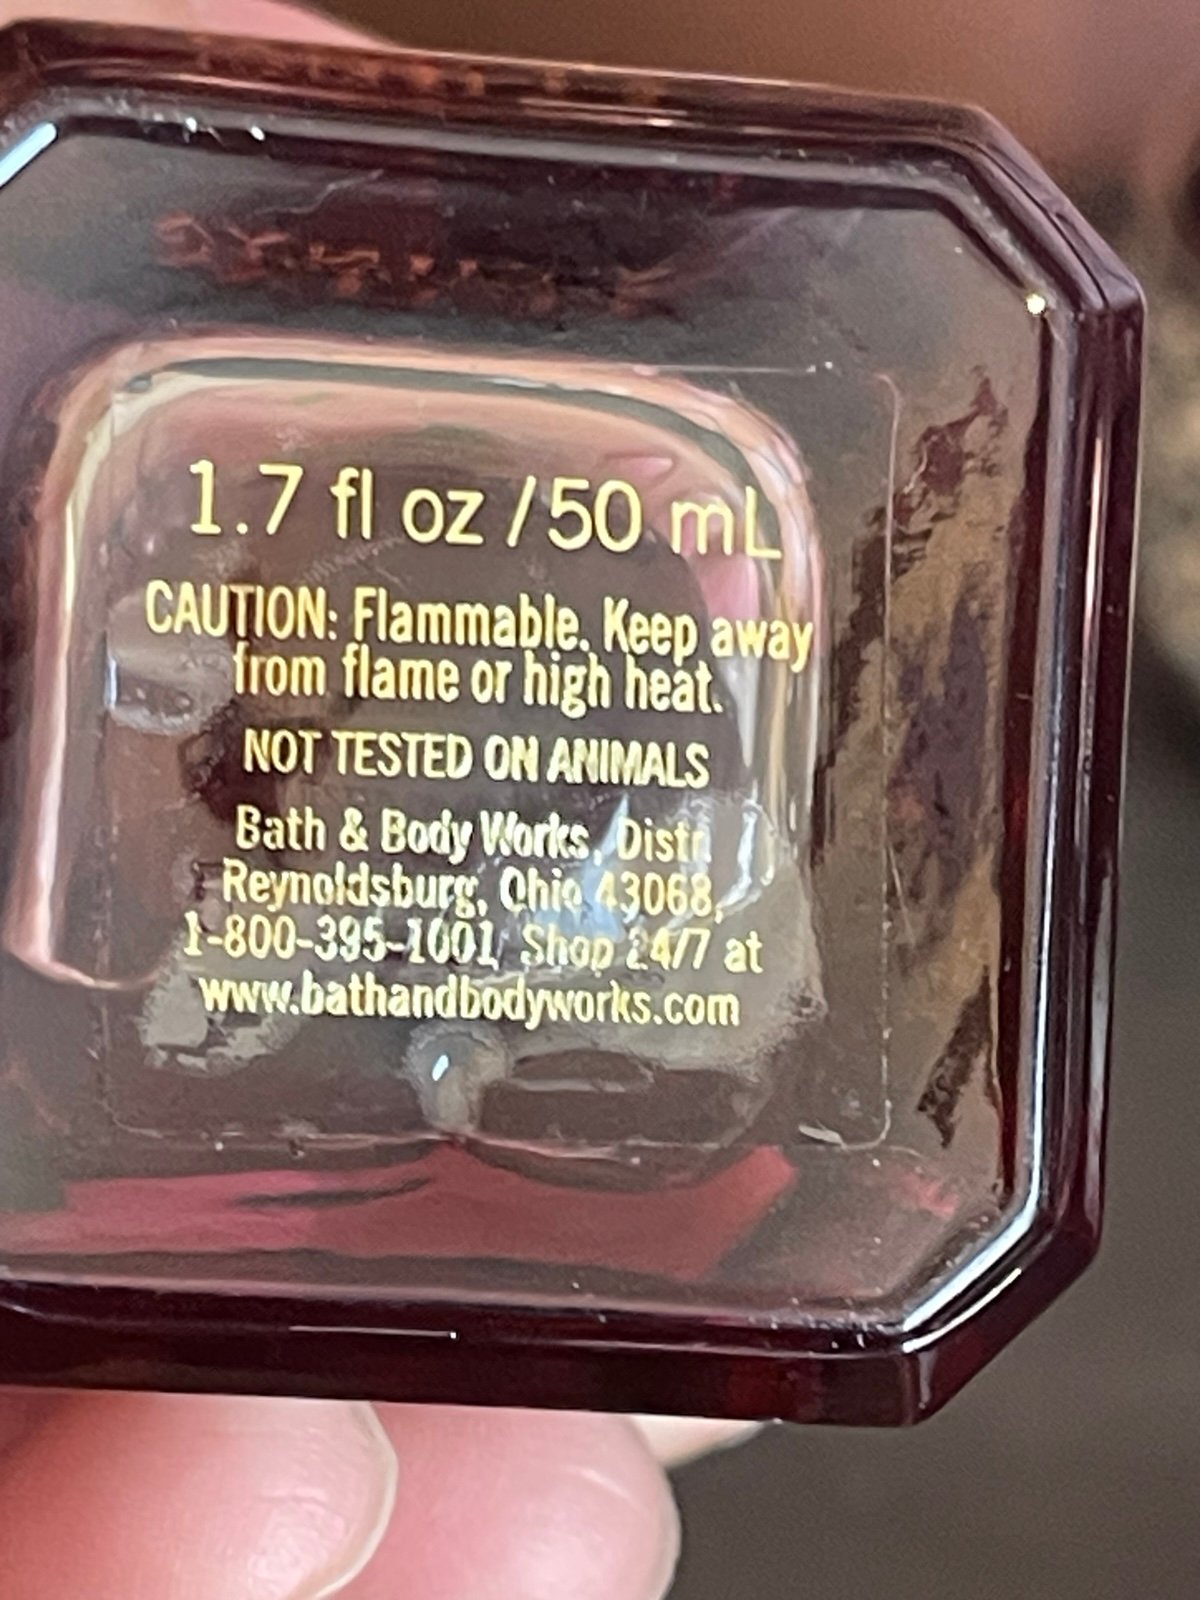 1.7 fl oz / 50 mL
CAUTION: Flammable. Keep away
from flame or high heat.
NOT TESTED ON ANIMALS
Bath & Body Works, Distr.
Reynoldsburg, Ohio 43068,
1-800-395-1001, Shop 24/7 at
www.bathandbodyworks.com